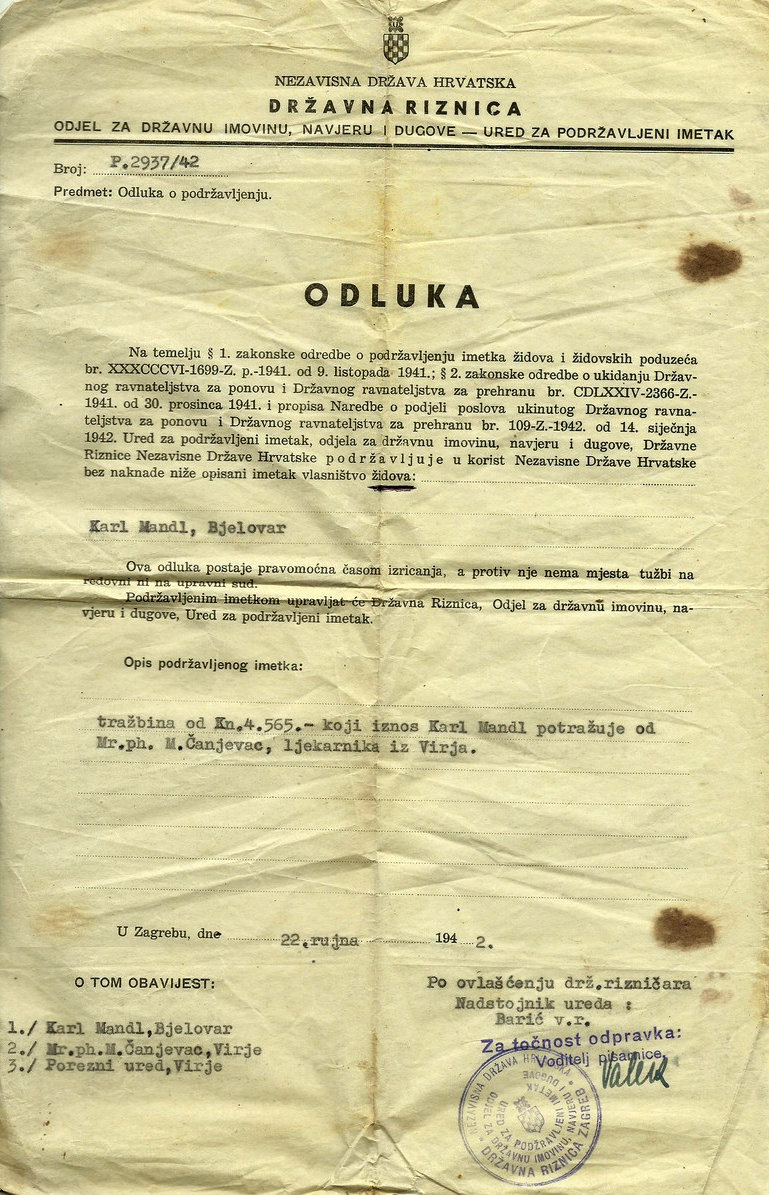 NEZAVISNA DRŽAVA HRVATSKA
DRŽAVNA RIZNICA
ODJEL ZA DRŽAVNU IMOVINU, NAVJERU I DUGOVE — URED ZA PODRŽAVLJENI IMETAK
Broj: P.2937/42
Predmet: Odluka o podržavljenju.
ODLUKA
Na temelju § 1. zakonske odredbe o podržavljenju imetka židova i židovskih poduzeća
br. XXXCCCVI-1699-Z. p.-1941. od 9. listopada 1941.; § 2. zakonske odredbe o ukidanju Držav-
nog ravnateljstva za ponovu i Državnog ravnateljstva za prehranu br. CDLXXIV-2366-Z.-
1941. od 30. prosinca 1941. i propisa Naredbe o podjeli poslova ukinutog Državnog ravna-
teljstva za ponovu i Državnog ravnateljstva za prehranu br. 109-Z.-1942. od 14. siječnja
1942. Ured za podržavljeni imetak, odjela za državnu imovinu, navjeru i dugove, Državne
Riznice Nezavisne Države Hrvatske podržavljuje u korist Nezavisne Države Hrvatske
bez naknade niže opisani imetak vlasništvo židova:
Karl Mandl, Bjelovar
Ova odluka postaje pravomoćna časom izricanja, a protiv nje nema mjesta tužbi na
redovni ni na upravni sud.
Podržavljenim imetkom upravljat će Državna Riznica, Odjel za državnu imovinu, na-
vjeru i dugove, Ured za podržavljeni imetak.
Opis podržavljenog imetka:
tražbina od Kn.4.565.- koji iznos Karl Mandl potražuje od
Mr.ph. M.Čanjevac, ljekarnika iz Virja.
U Zagrebu, dne 22.rujna 1942.
O TOM OBAVIJEST:
1./ Karl Mandl,Bjelovar
2./ Mr.ph.M.Čanjevac,Virje
3./ Porezni ured,Virje
Po ovlašćenju drž.rizničara
Nadstojnik ureda :
Barić v.r.
Za točnost odpravka:
Voditelj pisarnice,
NEZAVISNA DRŽAVA HRVATSKA
DRŽAVNA RIZNICA ZAGREB
ODJEL ZA DRŽAVNU IMOVINU, NAVJERU I DUGOVE
URED ZA PODRŽAVLJENI IMETAK